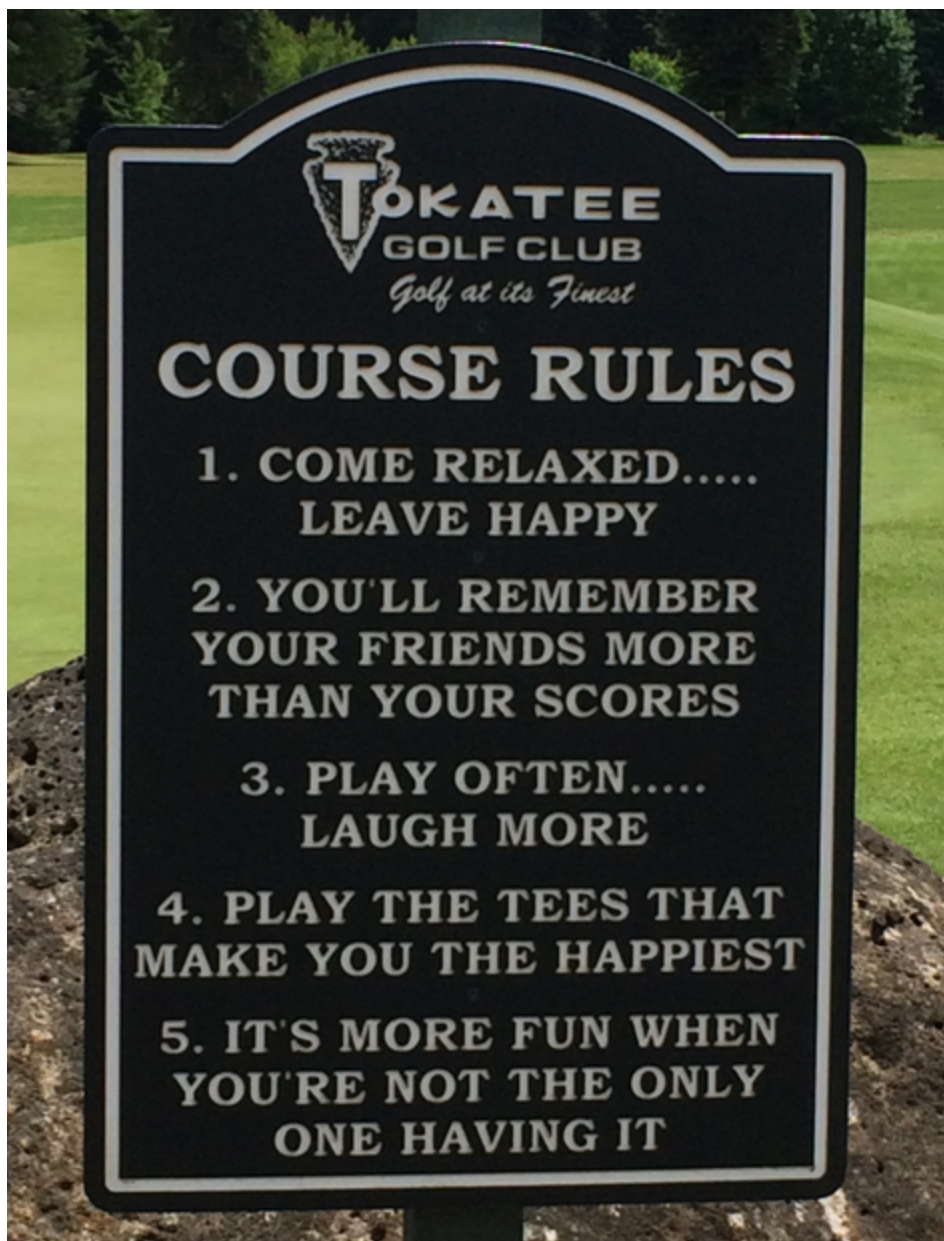 TOKATEE
GOLF CLUB
Golf at its Finest
COURSE RULES
1. COME RELAXED.....
LEAVE HAPPY
2. YOU'LL REMEMBER
YOUR FRIENDS MORE
THAN YOUR SCORES
3. PLAY OFTEN.....
LAUGH MORE
4. PLAY THE TEES THAT
MAKE YOU THE HAPPIEST
5. IT'S MORE FUN WHEN
YOU'RE NOT THE ONLY
ONE HAVING IT